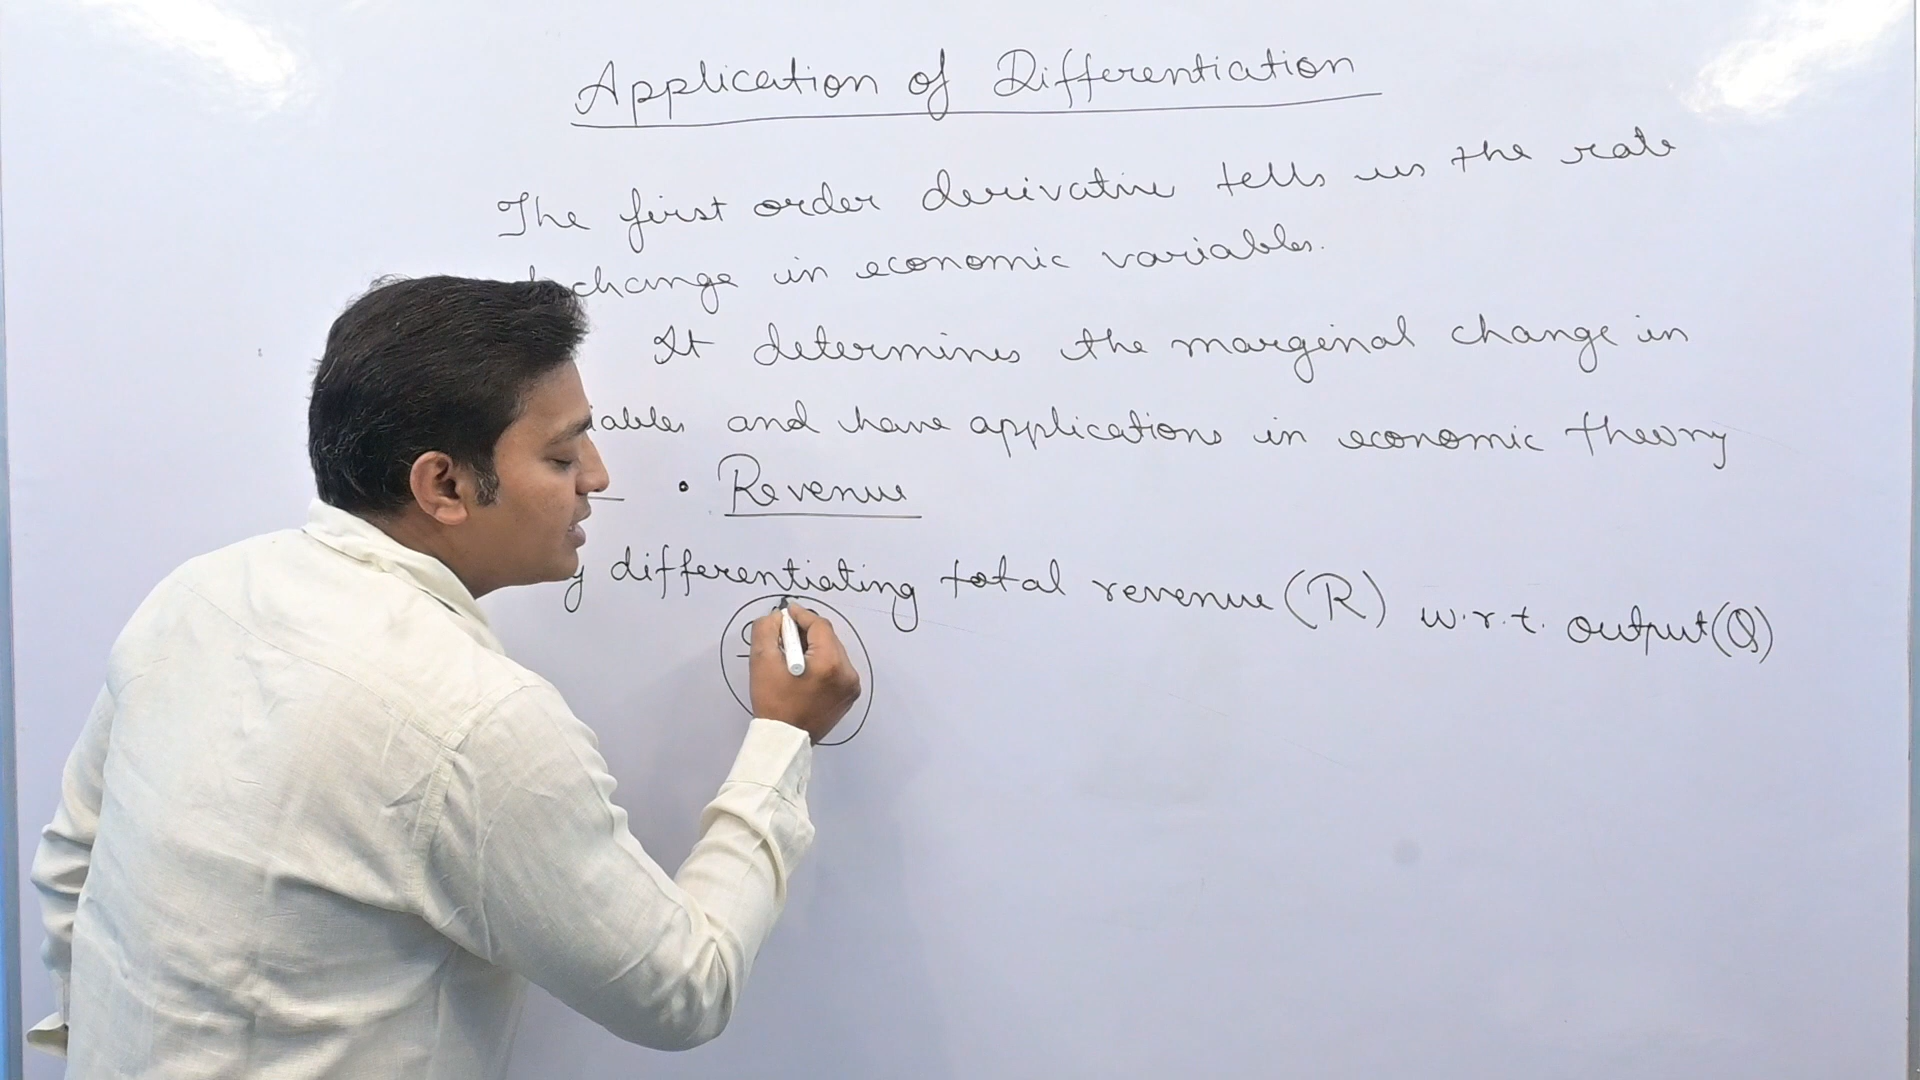 Application of Differentiation
The first order derivative tells us the rate
change in economic variables.
It determines the marginal change in
iables and have applications in economic theory
• Revenue
y differentiating total revenue (R) w.r.t. output (Q)